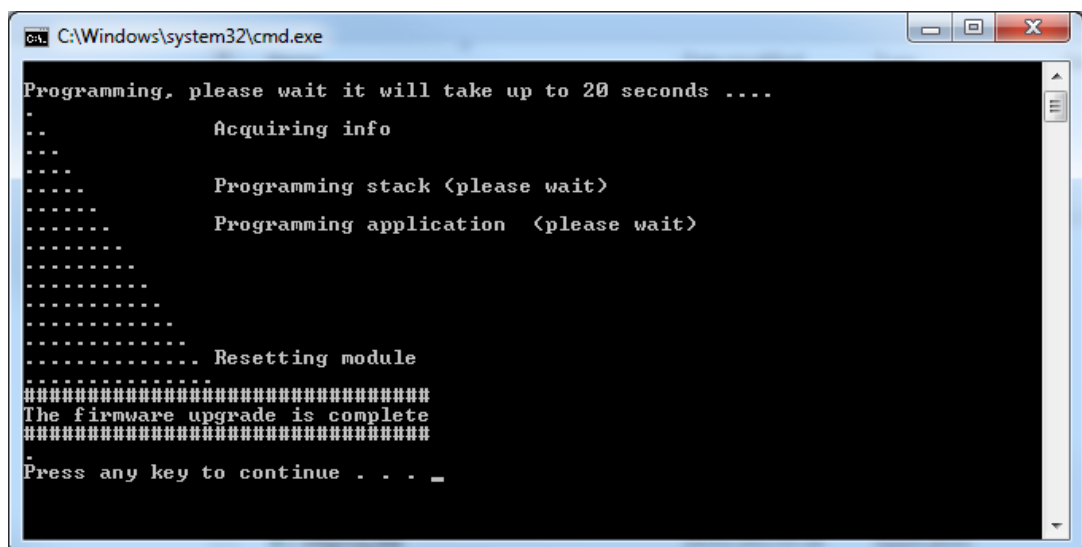 C:\Windows\system32\cmd.exe
Programming, please wait it will take up to 20 seconds ....
.
..              Acquiring info
...
....
.....          Programming stack (please wait)
......
.......        Programming application  (please wait)
........
.........
..........
...........
............
.............
.............. Resetting module
...............
################################
The firmware upgrade is complete
################################
.
Press any key to continue . . . _